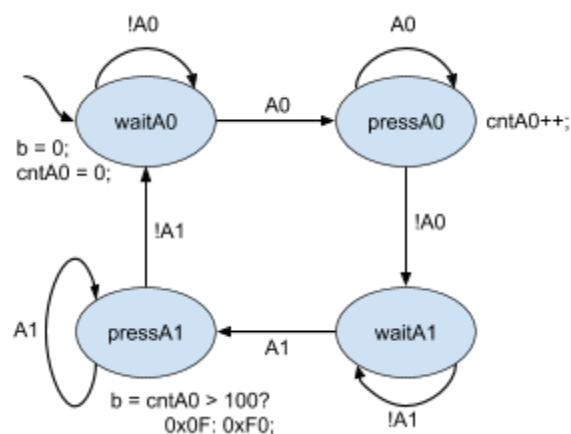 !A0
A0
waitA0
A0
pressA0
cntA0++;
b = 0;
cntA0 = 0;
!A1
!A0
A1
pressA1
A1
waitA1
!A1
b = cntA0 > 100?
0x0F: 0xF0;